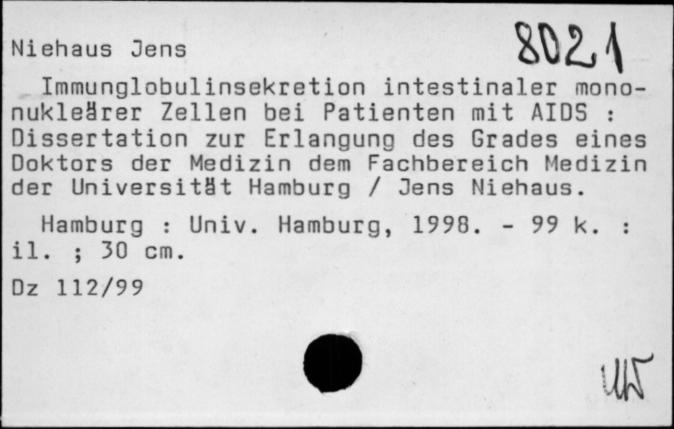 8021
Niehaus Jens
Immunglobulinsekretion intestinaler mono-
nukleärer Zellen bei Patienten mit AIDS :
Dissertation zur Erlangung des Grades eines
Doktors der Medizin dem Fachbereich Medizin
der Universität Hamburg / Jens Niehaus.
Hamburg : Univ. Hamburg, 1998. - 99 k. :
il. ; 30 cm.
Dz 112/99